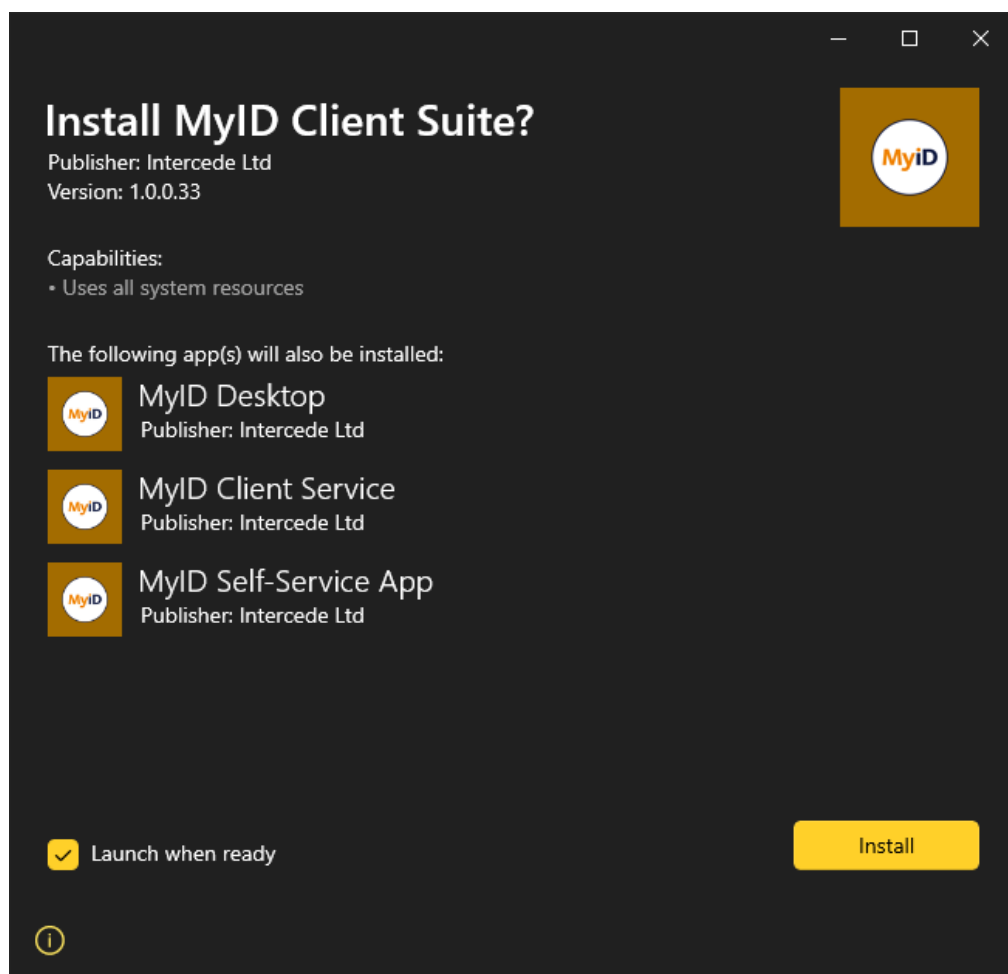 Install MyID Client Suite?
Publisher: Intercede Ltd
Version: 1.0.0.33
MyiD
Capabilities:
• Uses all system resources
The following app(s) will also be installed:
MyiD
MyID Desktop
Publisher: Intercede Ltd
MyiD
MyID Client Service
Publisher: Intercede Ltd
MyiD
MyID Self-Service App
Publisher: Intercede Ltd
Launch when ready
Install